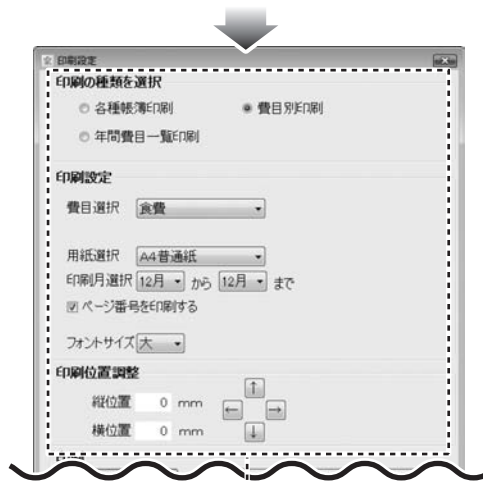 印刷設定
印刷の種類を選択
各種帳簿印刷 費目別印刷
年間費目一覧印刷
印刷設定
費目選択 食費
用紙選択 A4普通紙
印刷月選択 12月 から 12月 まで
ページ番号を印刷する
フォントサイズ 大
印刷位置調整
↑
縦位置 0 mm
← →
横位置 0 mm ↓